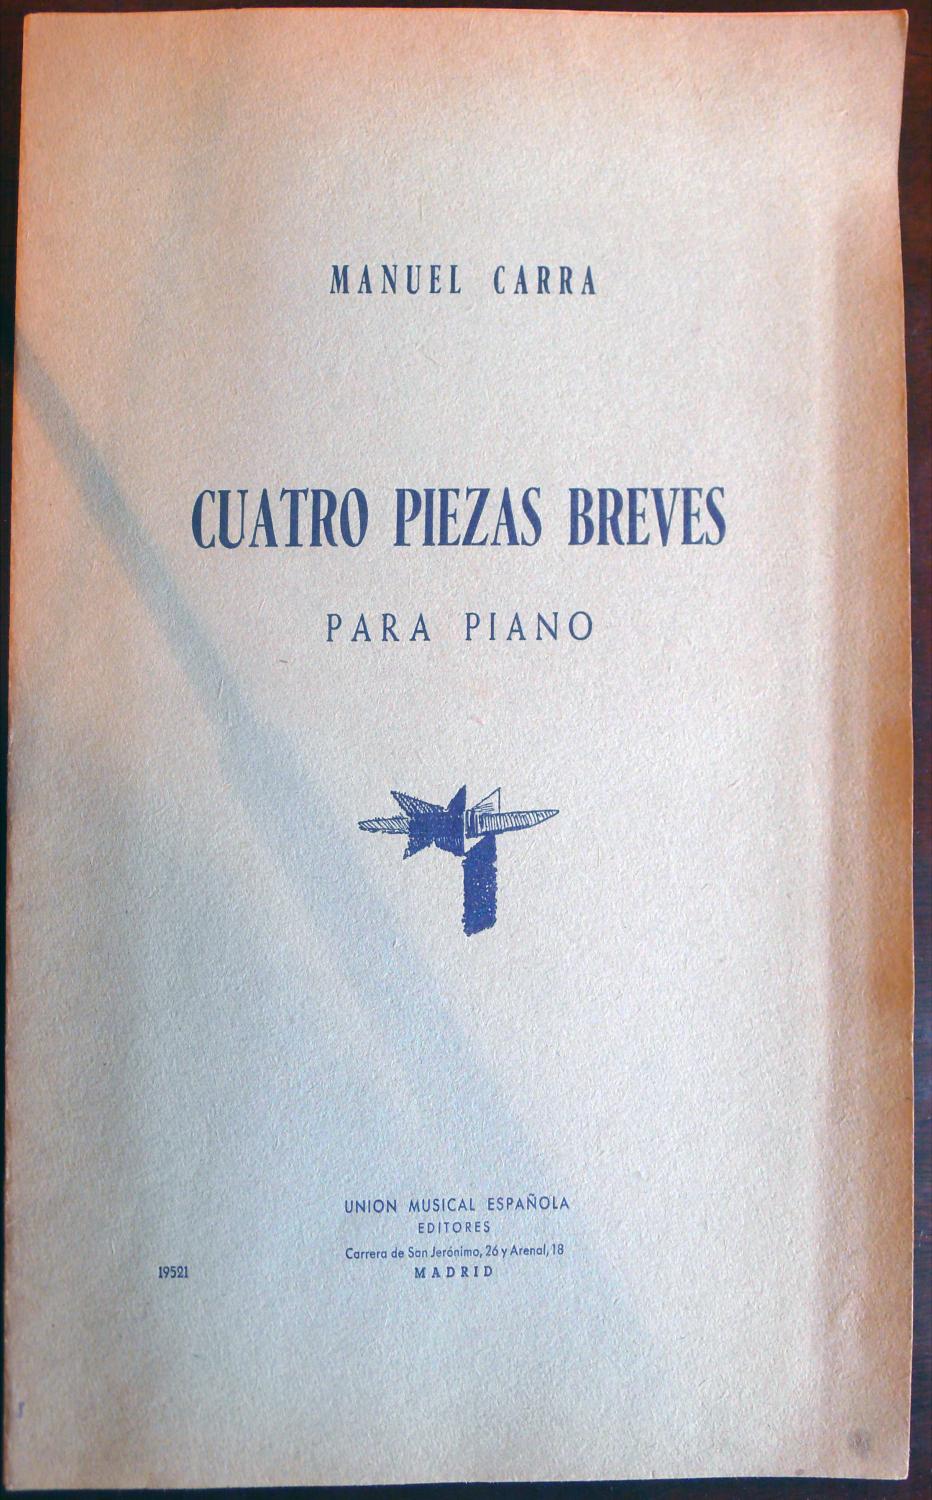 MANUEL CARRA
CUATRO PIEZAS BREVES
PARA PIANO
UNION MUSICAL ESPAÑOLA
EDITORES
Carrera de San Jerónimo, 26 y Arenal, 18
MADRID
19521